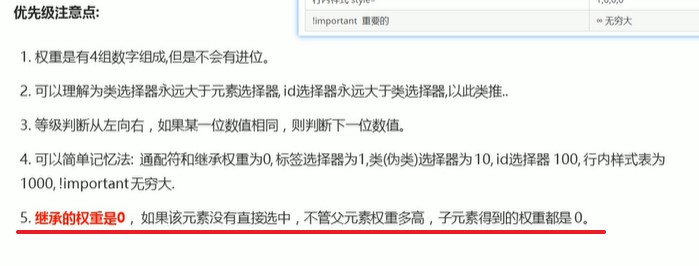 优先级注意点:
行内样式 style= 1,0,0,0
!important 重要的 ∞ 无穷大
1. 权重是有4组数字组成,但是不会有进位。
2. 可以理解为类选择器永远大于元素选择器, id选择器永远大于类选择器,以此类推..
3. 等级判断从左向右，如果某一位数值相同，则判断下一位数值。
4. 可以简单记忆法: 通配符和继承权重为0, 标签选择器为1,类(伪类)选择器为 10, id选择器 100, 行内样式表为
1000, !important 无穷大.
5. 继承的权重是0， 如果该元素没有直接选中，不管父元素权重多高，子元素得到的权重都是 0。